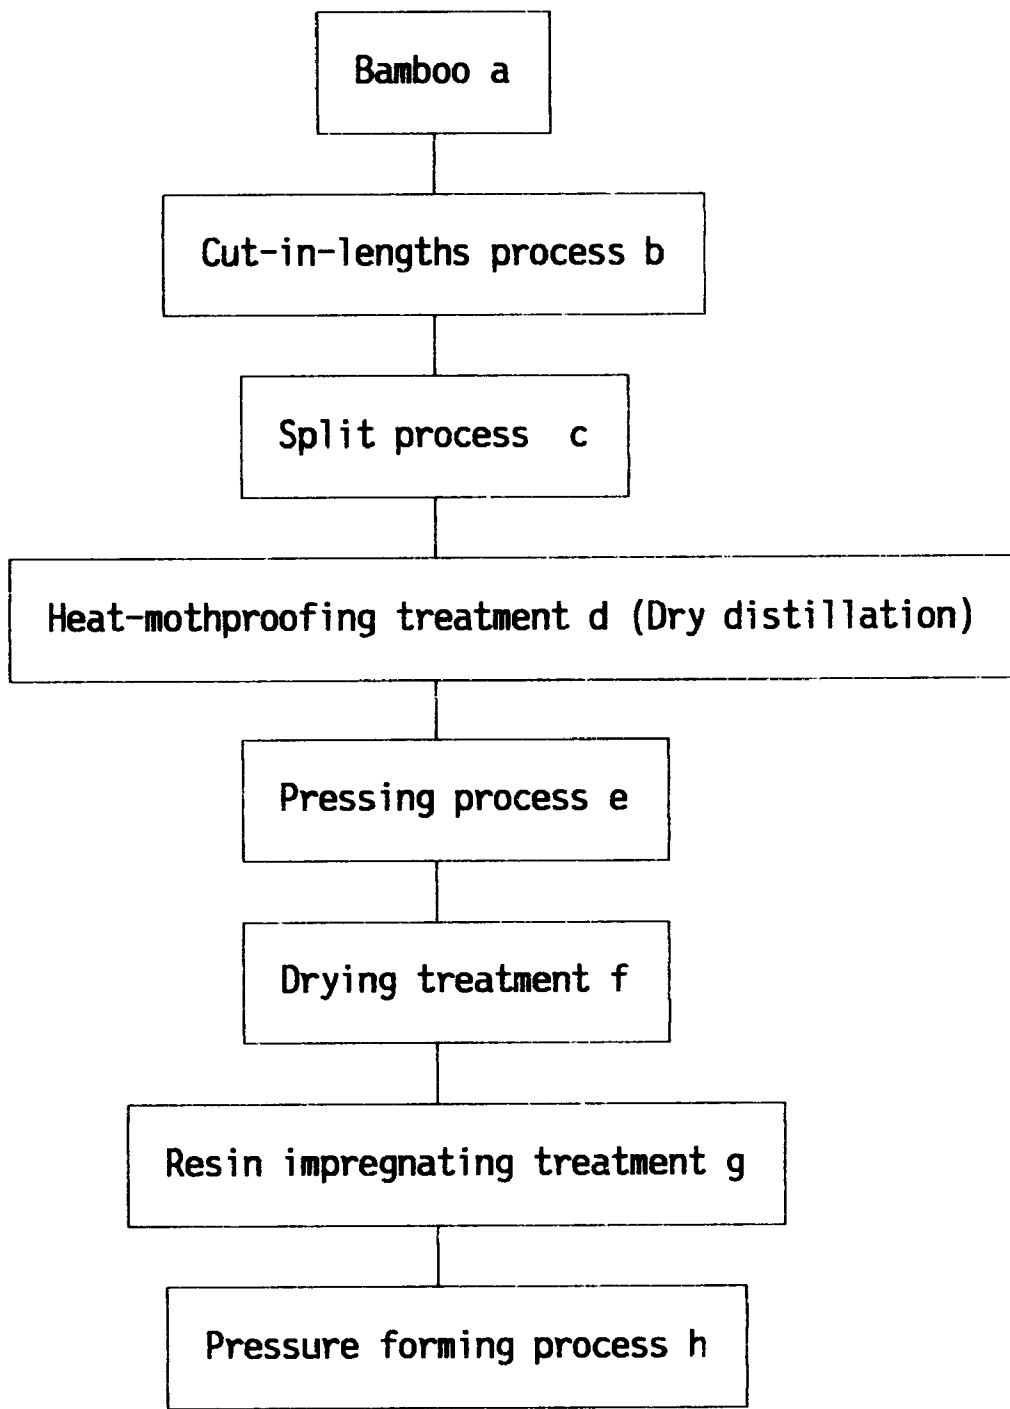 Bamboo a
Cut-in-lengths process b
Split process c
Heat-mothproofing treatment d (Dry distillation)
Pressing process e
Drying treatment f
Resin impregnating treatment g
Pressure forming process h